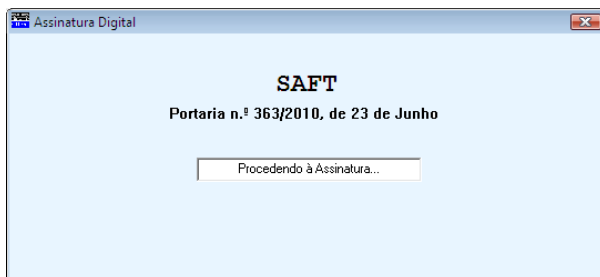 Assinatura Digital
SAFT
Portaria n.º 363/2010, de 23 de Junho
Procedendo à Assinatura...